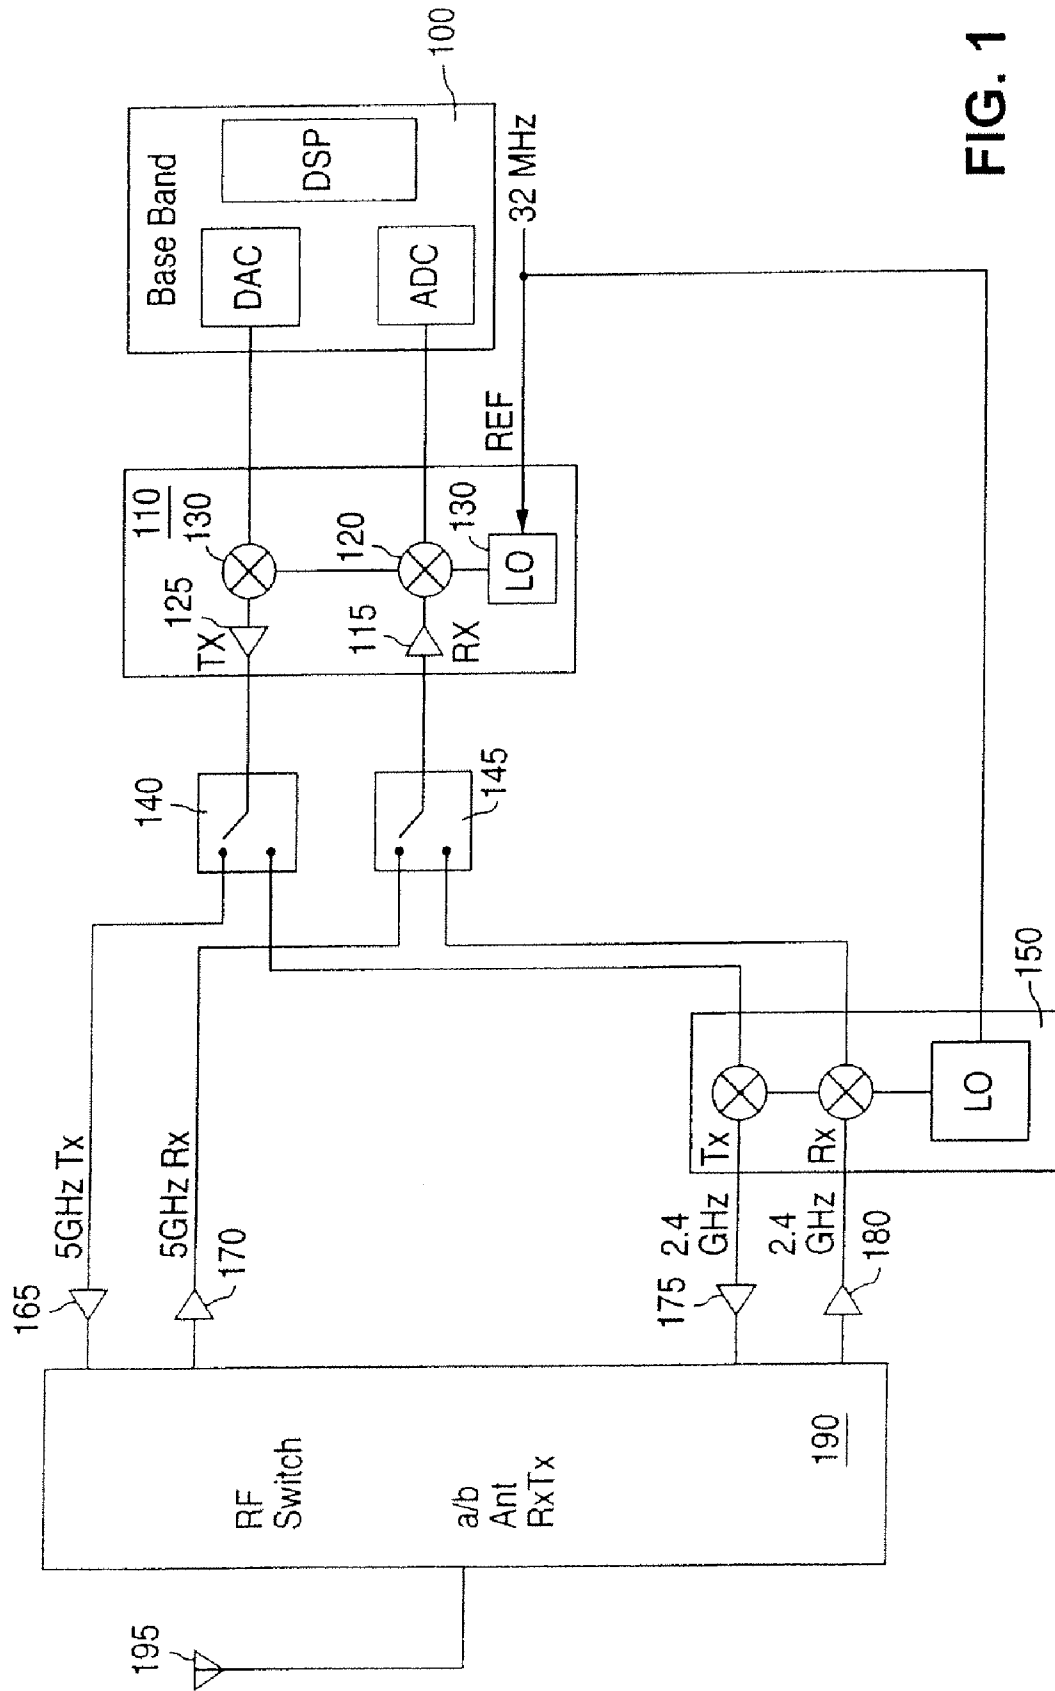 195
RF
Switch
a/b
Ant
RxTx
190
165
5GHz Tx
170
5GHz Rx
175
2.4
GHz
2.4
GHz
180
Tx
Rx
LO
150
140
145
110
130
125
TX
120
115
RX
130
LO
REF
32 MHz
Base Band
DAC
ADC
DSP
100
FIG. 1